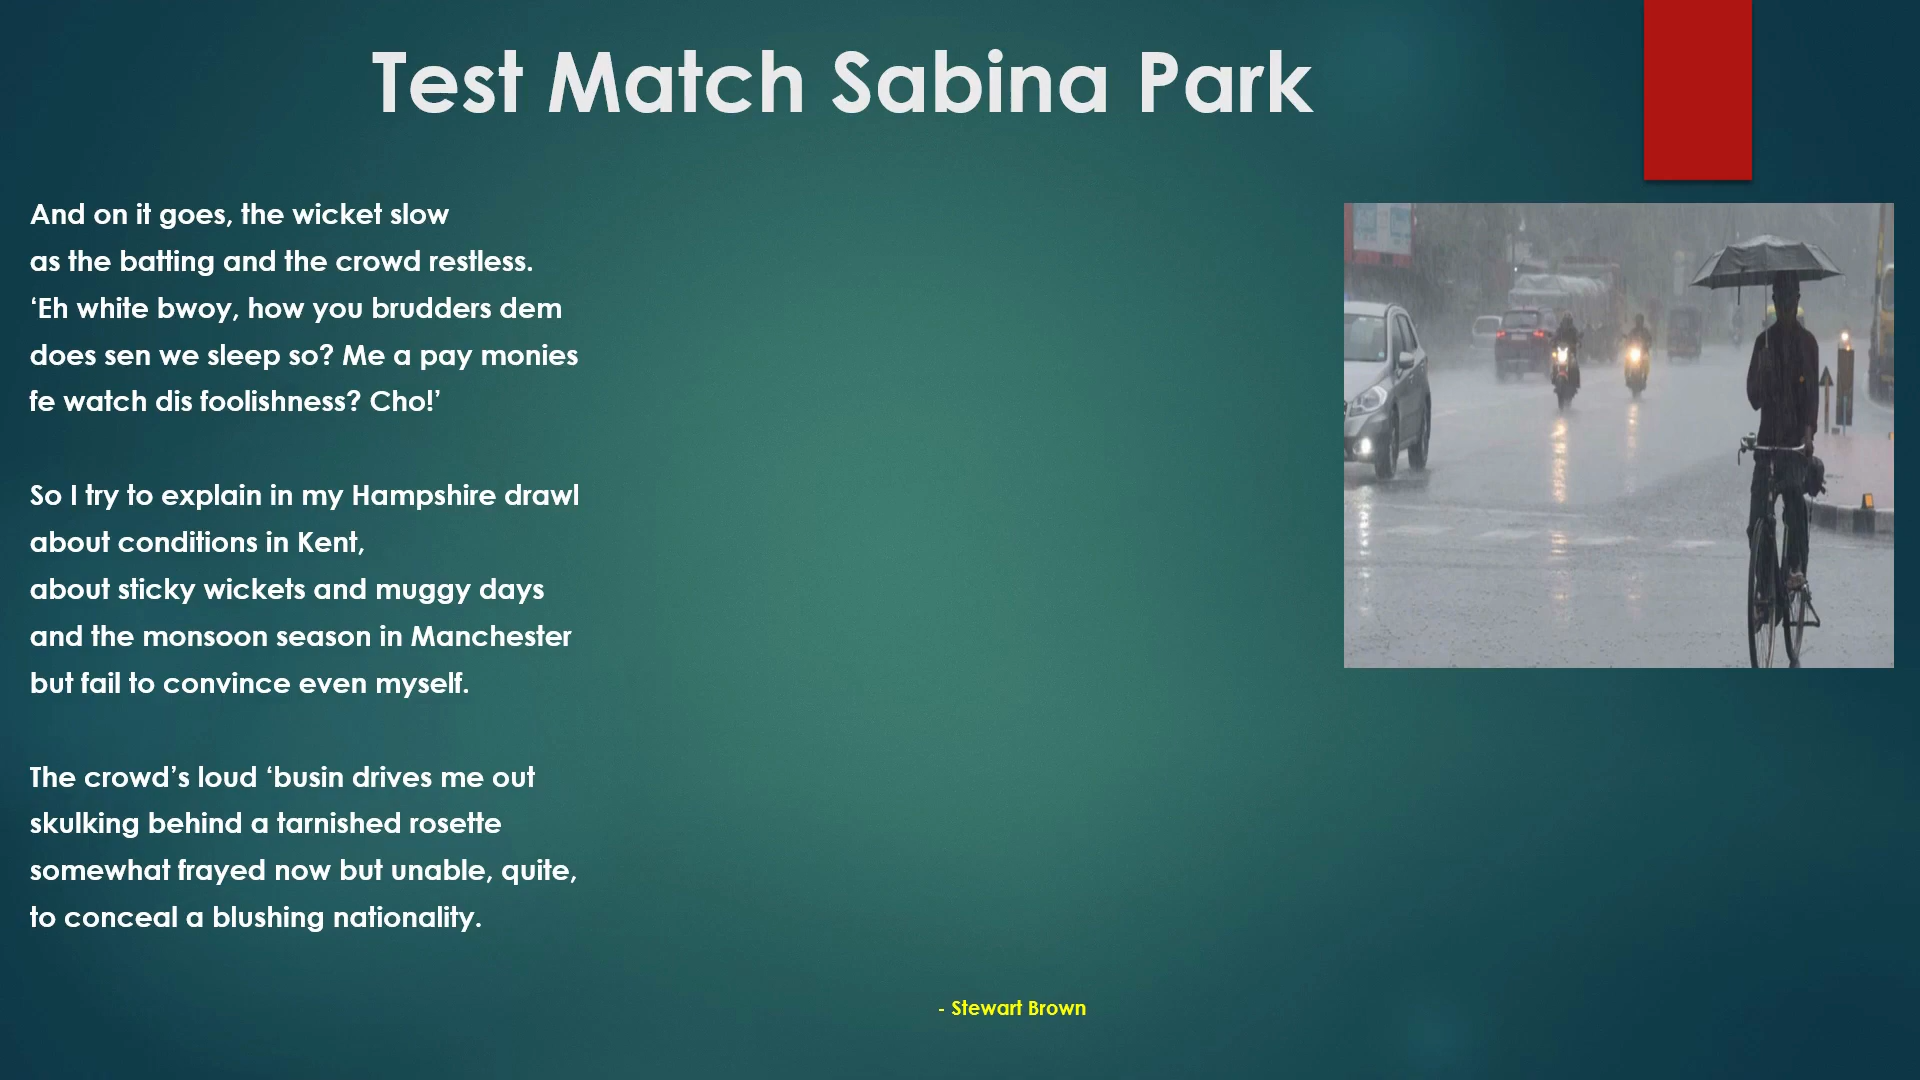 Test Match Sabina Park
And on it goes, the wicket slow
as the batting and the crowd restless.
‘Eh white bwoy, how you brudders dem
does sen we sleep so? Me a pay monies
fe watch dis foolishness? Cho!’
So I try to explain in my Hampshire drawl
about conditions in Kent,
about sticky wickets and muggy days
and the monsoon season in Manchester
but fail to convince even myself.
The crowd’s loud ‘busin drives me out
skulking behind a tarnished rosette
somewhat frayed now but unable, quite,
to conceal a blushing nationality.
- Stewart Brown